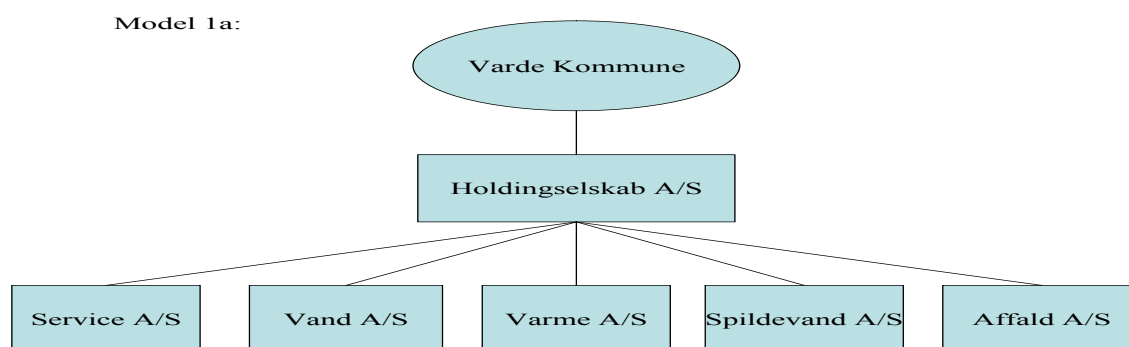 Model 1a:
Varde Kommune
Holdingselskab A/S
Service A/S
Vand A/S
Varme A/S
Spildevand A/S
Affald A/S